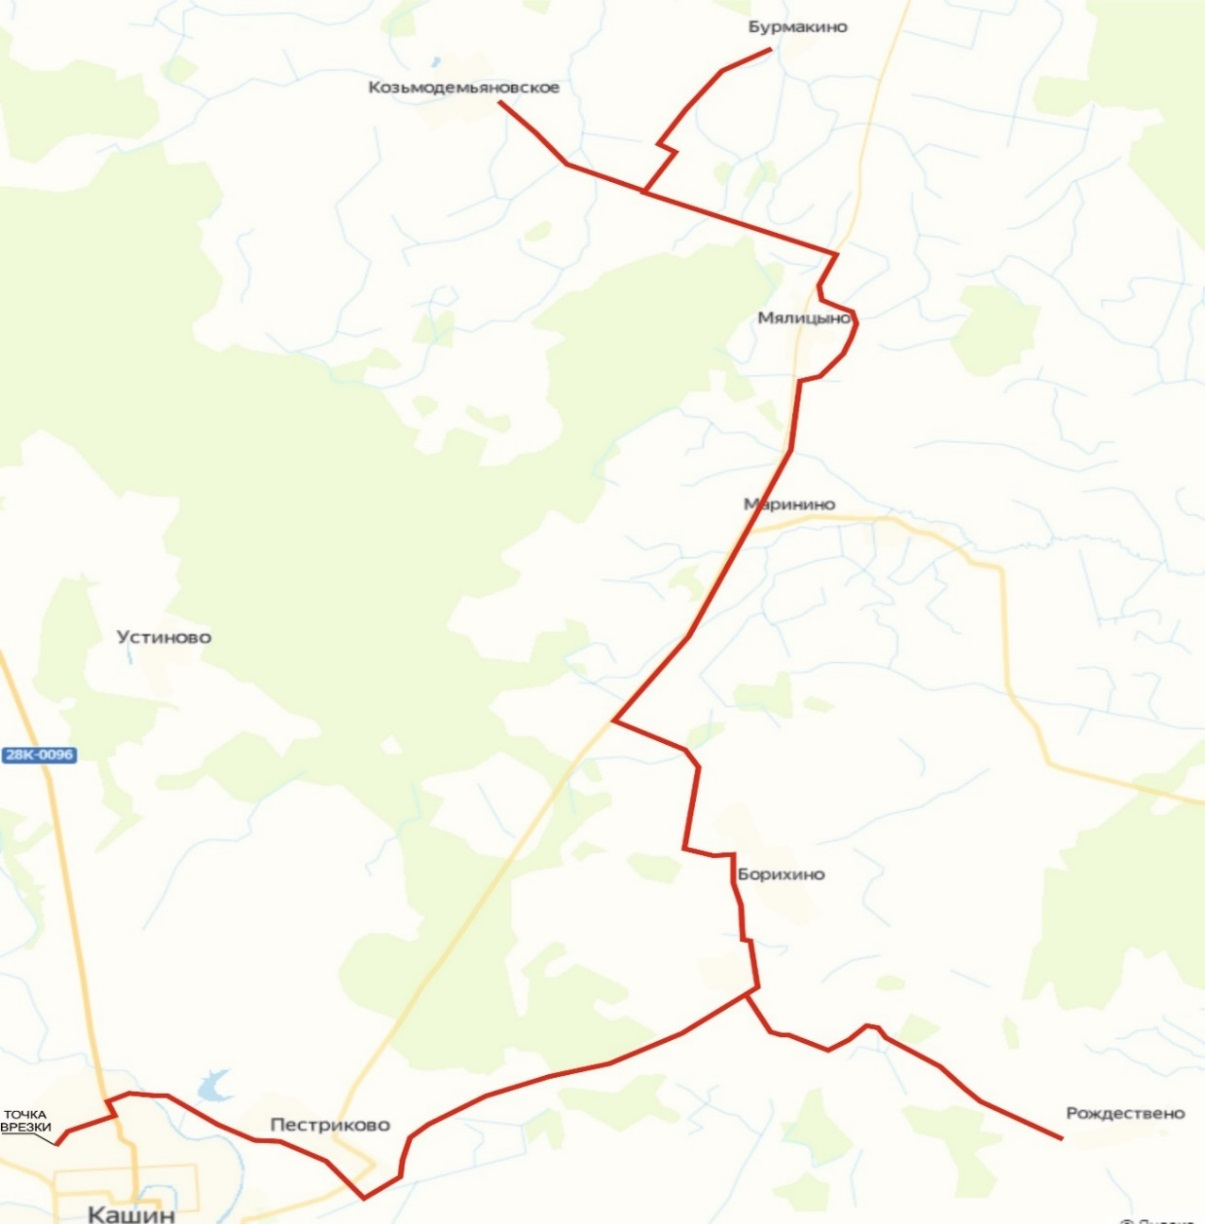 Бурмакино
Козьмодемьяновское
Мялицыно
Маринино
Устиново
28К-0096
Борихино
ТОЧКА
ВРЕЗКИ
Пестриково
Рождествено
Кашин